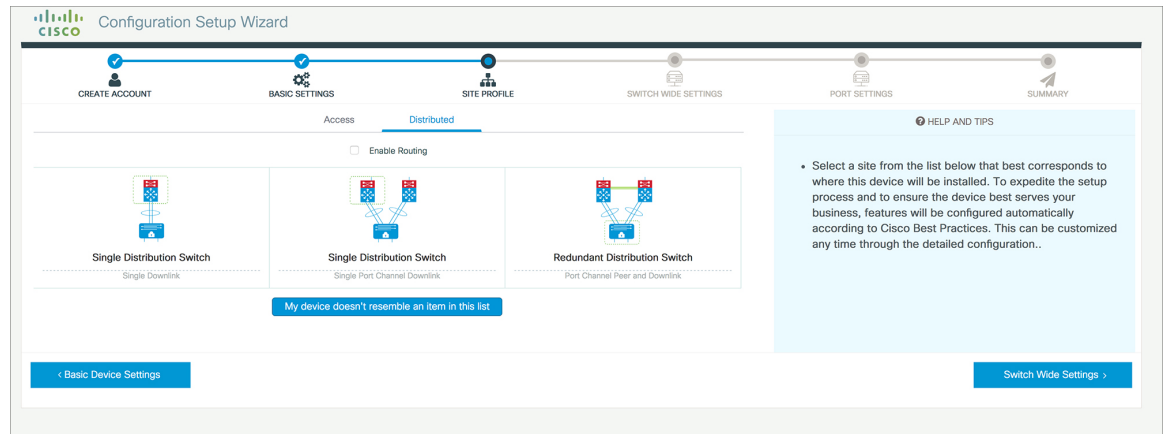 CISCO
Configuration Setup Wizard
CREATE ACCOUNT
BASIC SETTINGS
SITE PROFILE
SWITCH WIDE SETTINGS
PORT SETTINGS
SUMMARY
Access
Distributed
Enable Routing
Single Distribution Switch
Single Downlink
Single Distribution Switch
Single Port Channel Downlink
Redundant Distribution Switch
Port Channel Peer and Downlink
My device doesn't resemble an item in this list
HELP AND TIPS
• Select a site from the list below that best corresponds to
where this device will be installed. To expedite the setup
process and to ensure the device best serves your
business, features will be configured automatically
according to Cisco Best Practices. This can be customized
any time through the detailed configuration..
< Basic Device Settings
Switch Wide Settings >